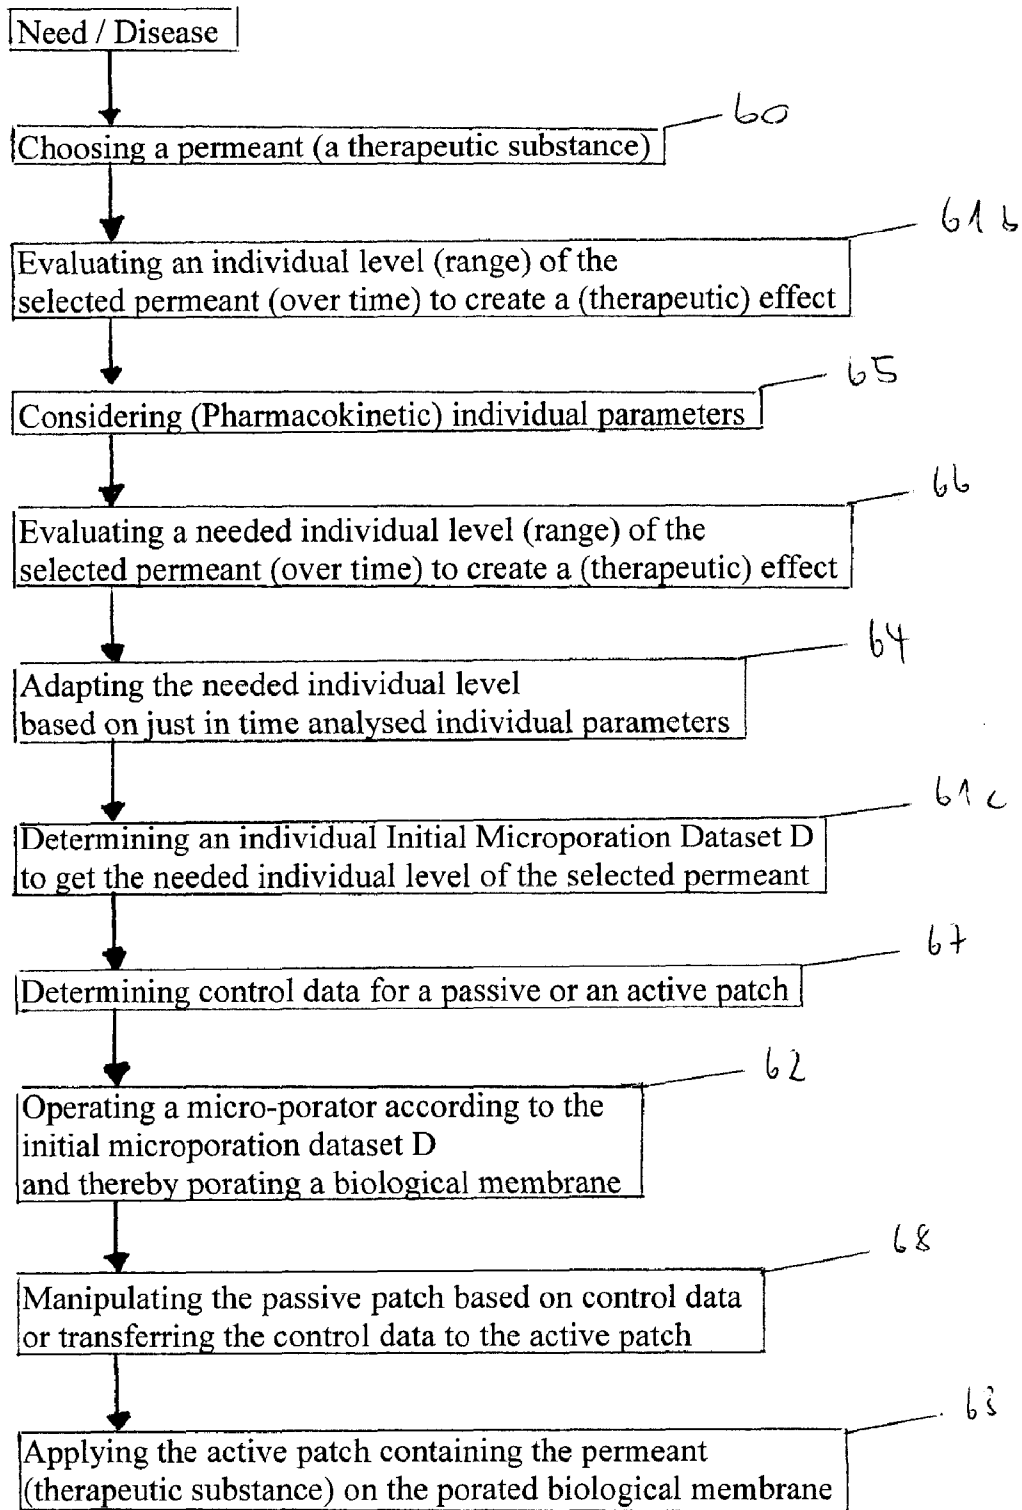 Need / Disease
60
Choosing a permeant (a therapeutic substance)
61b
Evaluating an individual level (range) of the
selected permeant (over time) to create a (therapeutic) effect
65
Considering (Pharmacokinetic) individual parameters
66
Evaluating a needed individual level (range) of the
selected permeant (over time) to create a (therapeutic) effect
64
Adapting the needed individual level
based on just in time analysed individual parameters
61c
Determining an individual Initial Microporation Dataset D
to get the needed individual level of the selected permeant
67
Determining control data for a passive or an active patch
62
Operating a micro-porator according to the
initial microporation dataset D
and thereby porating a biological membrane
68
Manipulating the passive patch based on control data
or transferring the control data to the active patch
63
Applying the active patch containing the permeant
(therapeutic substance) on the porated biological membrane